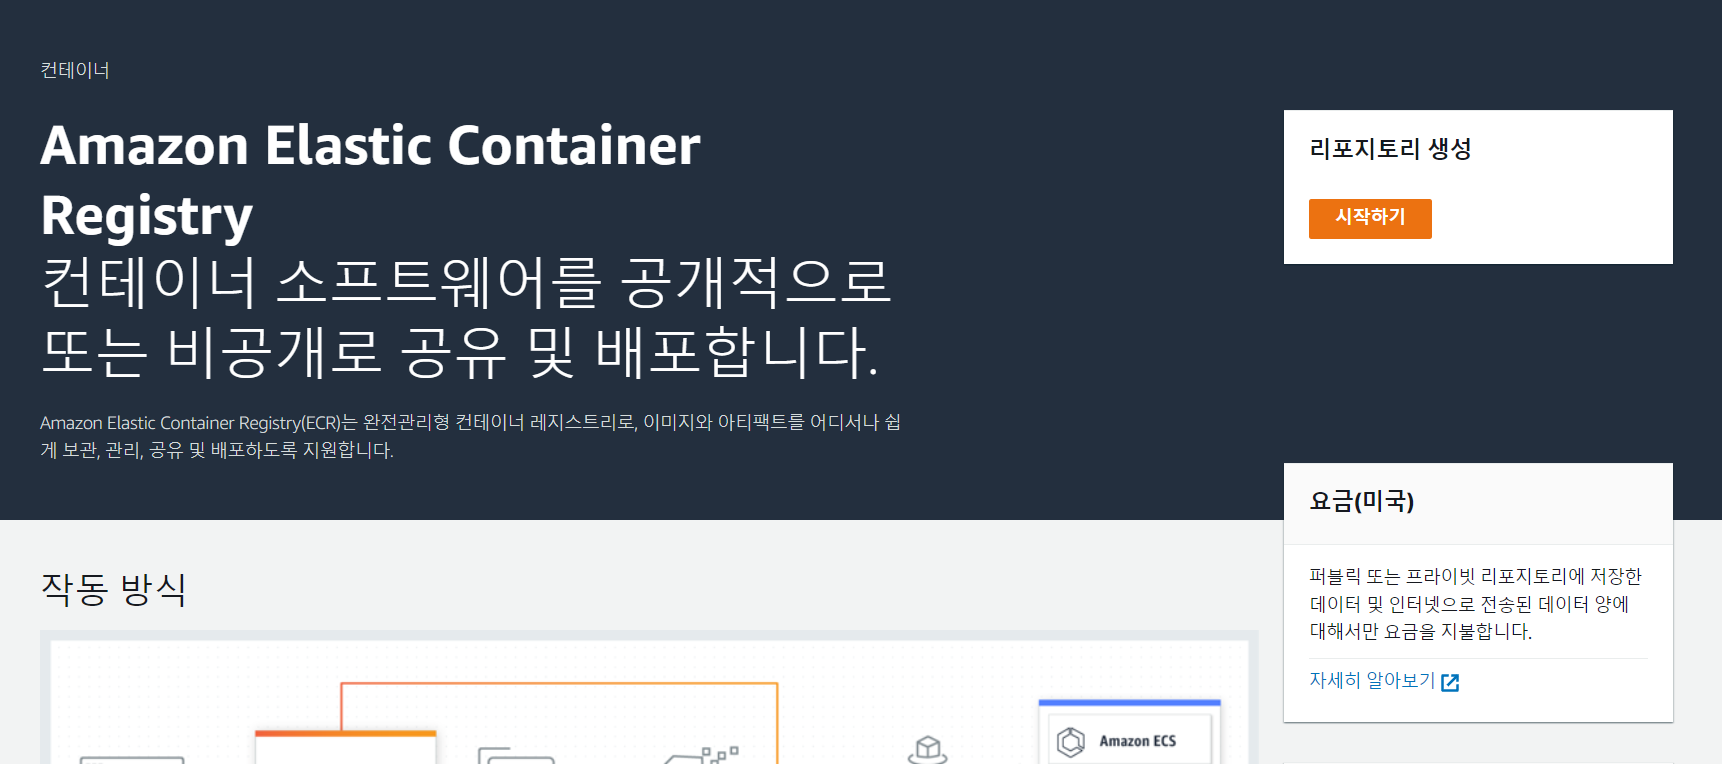 컨테이너
Amazon Elastic Container
Registry
컨테이너 소프트웨어를 공개적으로
또는 비공개로 공유 및 배포합니다.
Amazon Elastic Container Registry(ECR)는 완전관리형 컨테이너 레지스트리로, 이미지와 아티팩트를 어디서나 쉽
게 보관, 관리, 공유 및 배포하도록 지원합니다.
리포지토리 생성
시작하기
요금(미국)
퍼블릭 또는 프라이빗 리포지토리에 저장한
데이터 및 인터넷으로 전송된 데이터 양에
대해서만 요금을 지불합니다.
자세히 알아보기
작동 방식
Amazon ECS